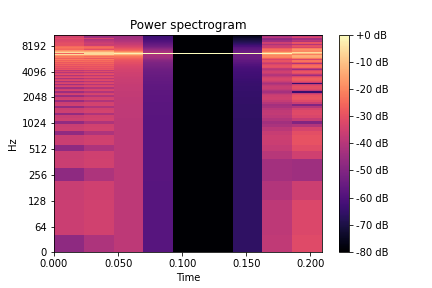 Power spectrogram
8192
4096
2048
1024
512
256
128
64
0
Hz
0.000 0.050 0.100 0.150 0.200
Time
+0 dB
-10 dB
-20 dB
-30 dB
-40 dB
-50 dB
-60 dB
-70 dB
-80 dB